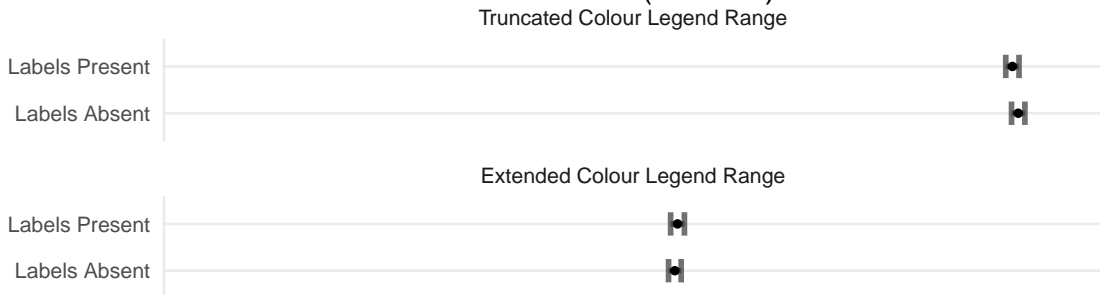 Truncated Colour Legend Range
Labels Present
Labels Absent
Extended Colour Legend Range
Labels Present
Labels Absent